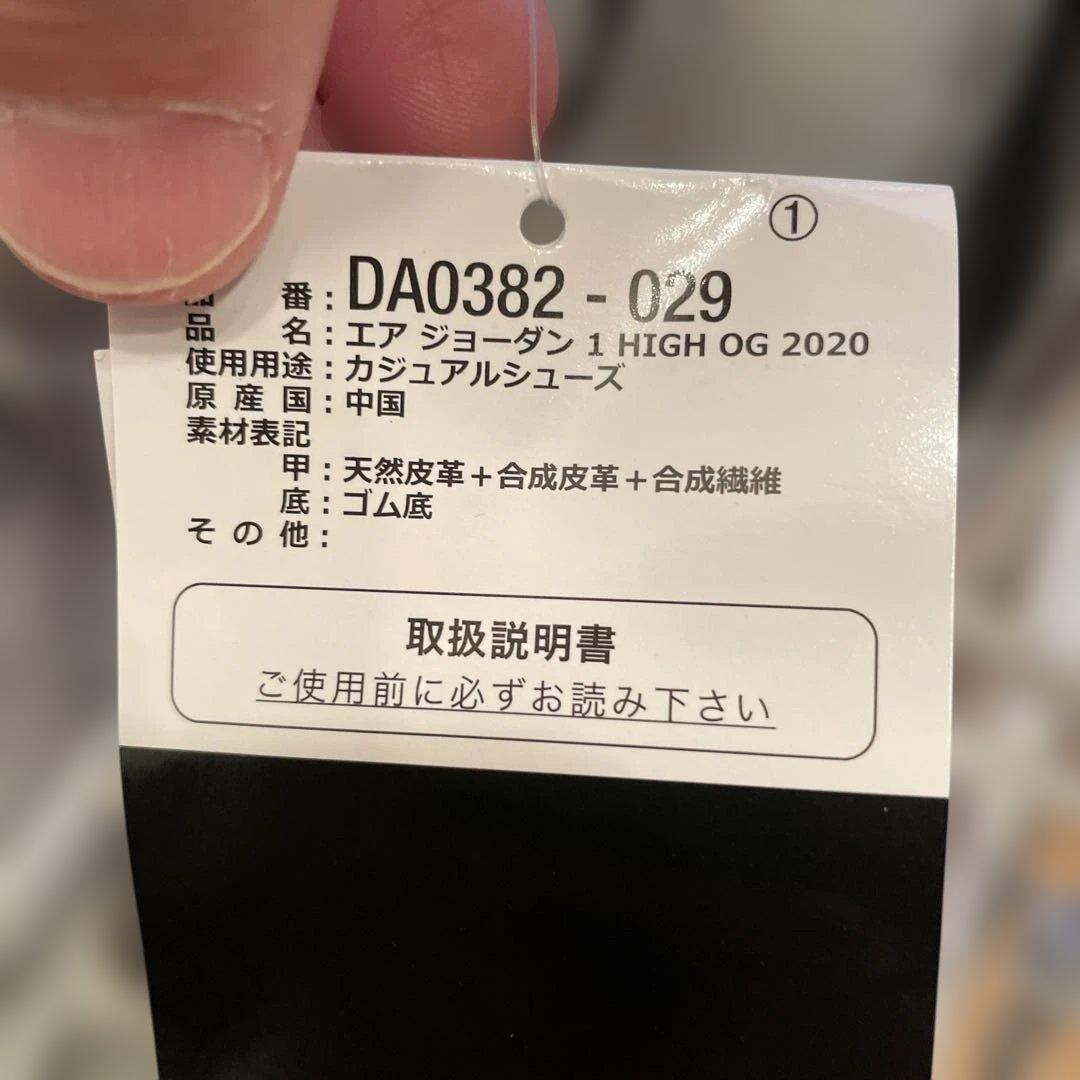 ①
品 番：DA0382 - 029
品 名：エア ジョーダン 1 HIGH OG 2020
使用用途：カジュアルシューズ
原 産 国：中国
素材表記
甲：天然皮革＋合成皮革＋合成繊維
底：ゴム底
そ の 他：
取扱説明書
ご使用前に必ずお読み下さい